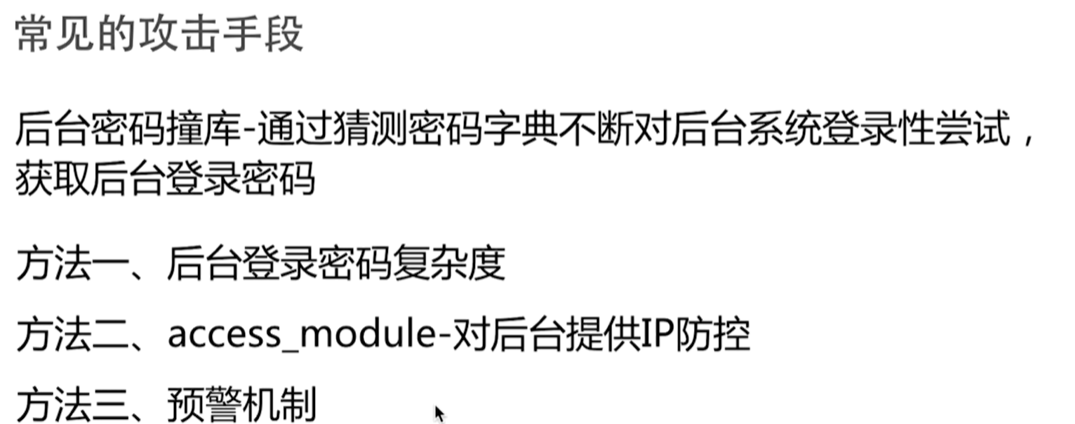 常见的攻击手段
后台密码撞库-通过猜测密码字典不断对后台系统登录性尝试，
获取后台登录密码
方法一、后台登录密码复杂度
方法二、access_module-对后台提供IP防控
方法三、预警机制